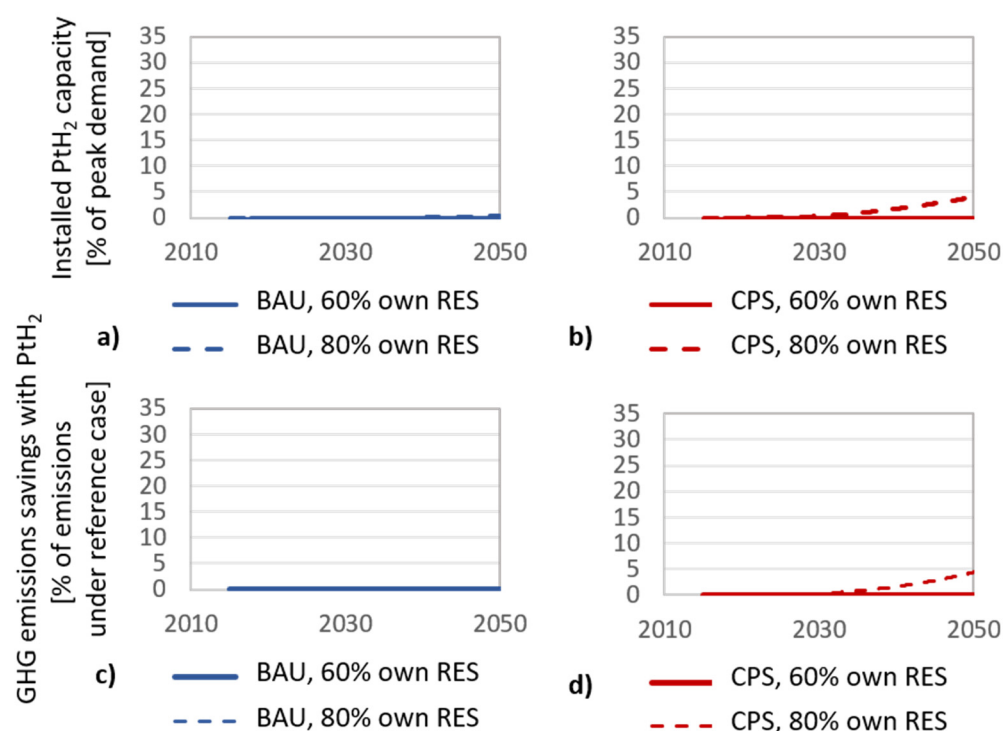 Installed PtH₂ capacity
[% of peak demand]
35
30
25
20
15
10
5
0
2010 2030 2050
BAU, 60% own RES
a) BAU, 80% own RES
35
30
25
20
15
10
5
0
2010 2030 2050
CPS, 60% own RES
b) CPS, 80% own RES
GHG emissions savings with PtH₂
[% of emissions
under reference case]
35
30
25
20
15
10
5
0
2010 2030 2050
c) BAU, 60% own RES
BAU, 80% own RES
35
30
25
20
15
10
5
0
2010 2030 2050
d) CPS, 60% own RES
CPS, 80% own RES